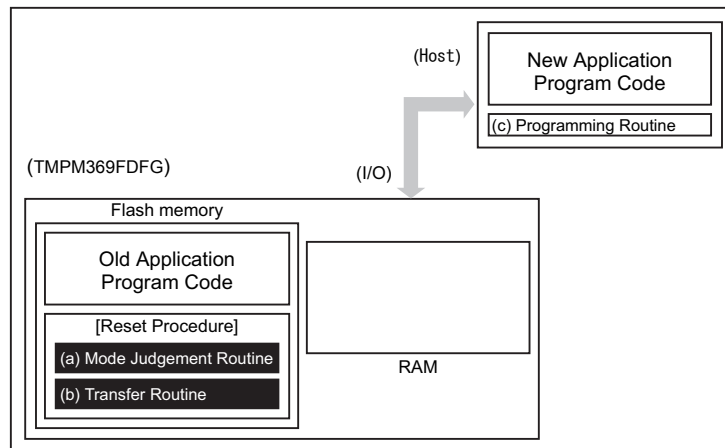 (Host)
New Application
Program Code
(c) Programming Routine
(TMPM369FDFG)
(I/O)
Flash memory
Old Application
Program Code
[Reset Procedure]
(a) Mode Judgement Routine
(b) Transfer Routine
RAM